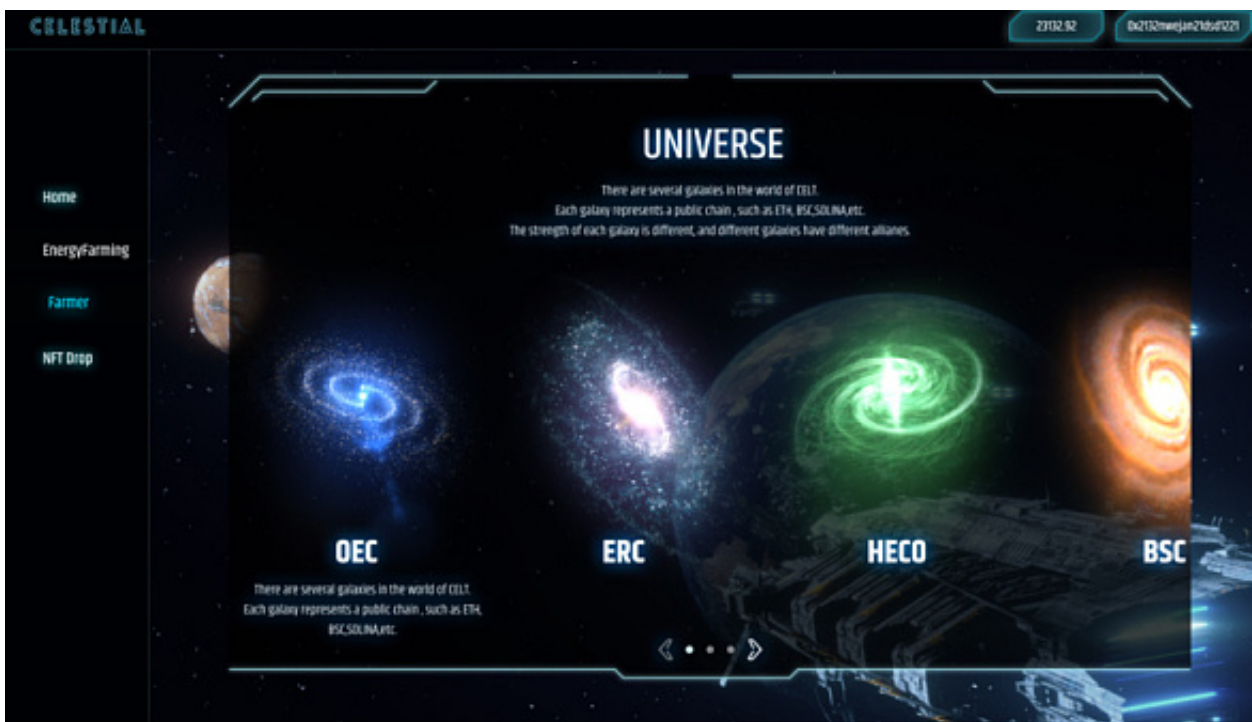 CELESTIAL
23132.92
0x2132nwejan21dsd1221
Home
EnergyFarming
Farmer
NFT Drop
UNIVERSE
There are several galaxies in the world of CELT.
Each galaxy represents a public chain , such as ETH, BSC,SOLINA,etc.
The strength of each galaxy is different, and different galaxies have different allianes.
OEC
ERC
HECO
BSC
There are several galaxies in the world of CELT.
Each galaxy represents a public chain , such as ETH,
BSC,SOLINA,etc.